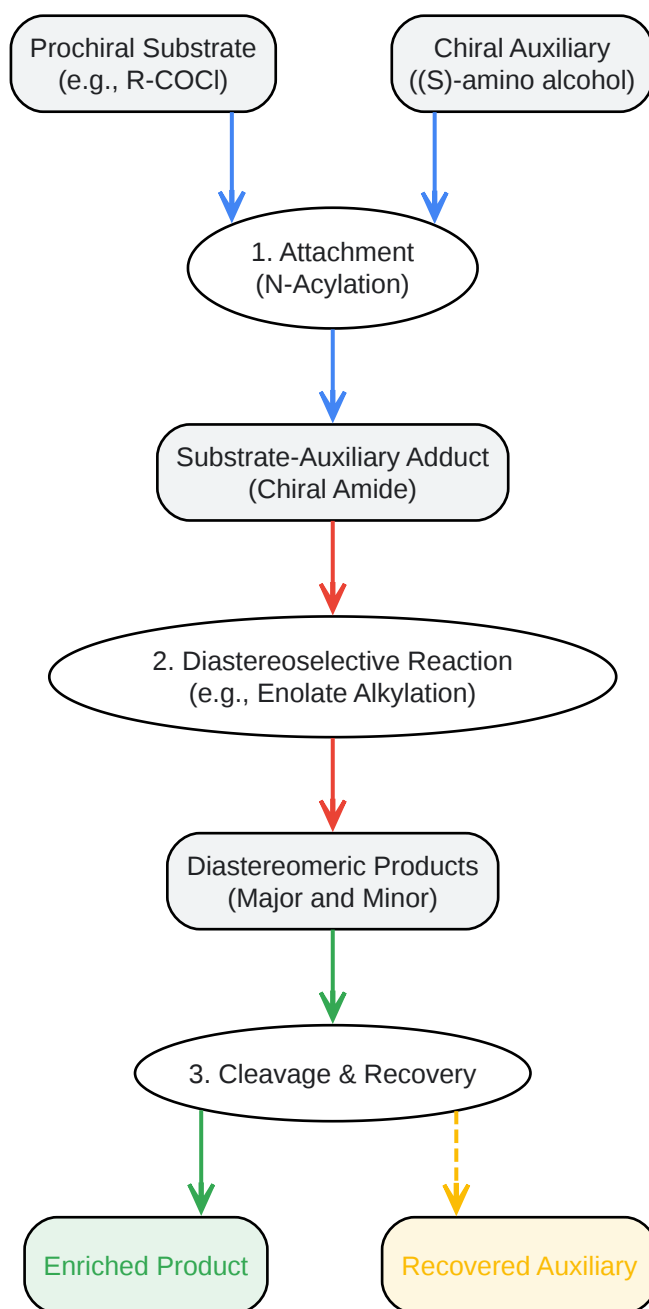 Prochiral Substrate
(e.g., R-COCl)
Chiral Auxiliary
((S)-amino alcohol)
1. Attachment
(N-Acylation)
Substrate-Auxiliary Adduct
(Chiral Amide)
2. Diastereoselective Reaction
(e.g., Enolate Alkylation)
Diastereomeric Products
(Major and Minor)
3. Cleavage & Recovery
Enriched Product
Recovered Auxiliary